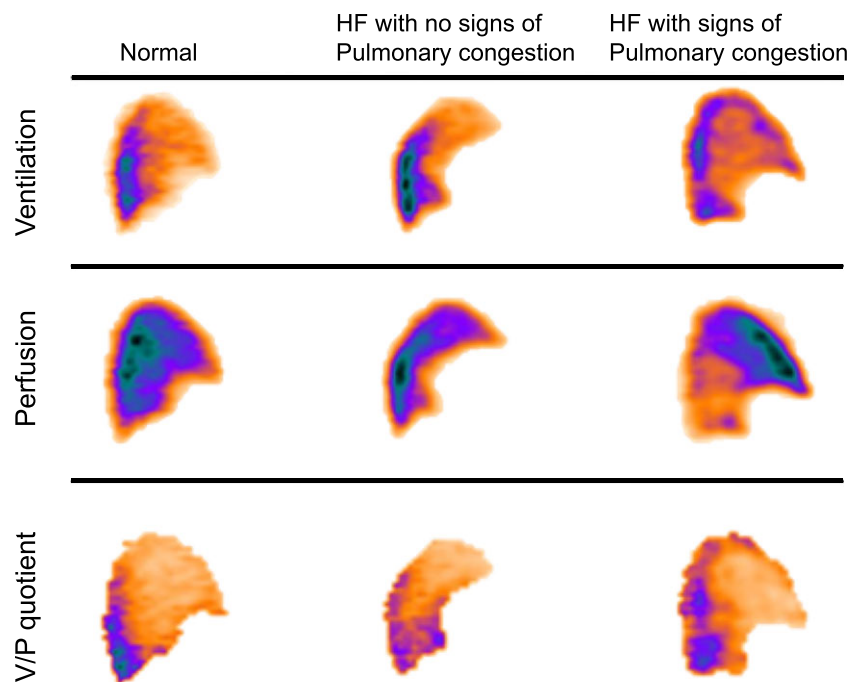 Normal
HF with no signs of
Pulmonary congestion
HF with signs of
Pulmonary congestion
Ventilation
Perfusion
V/P quotient